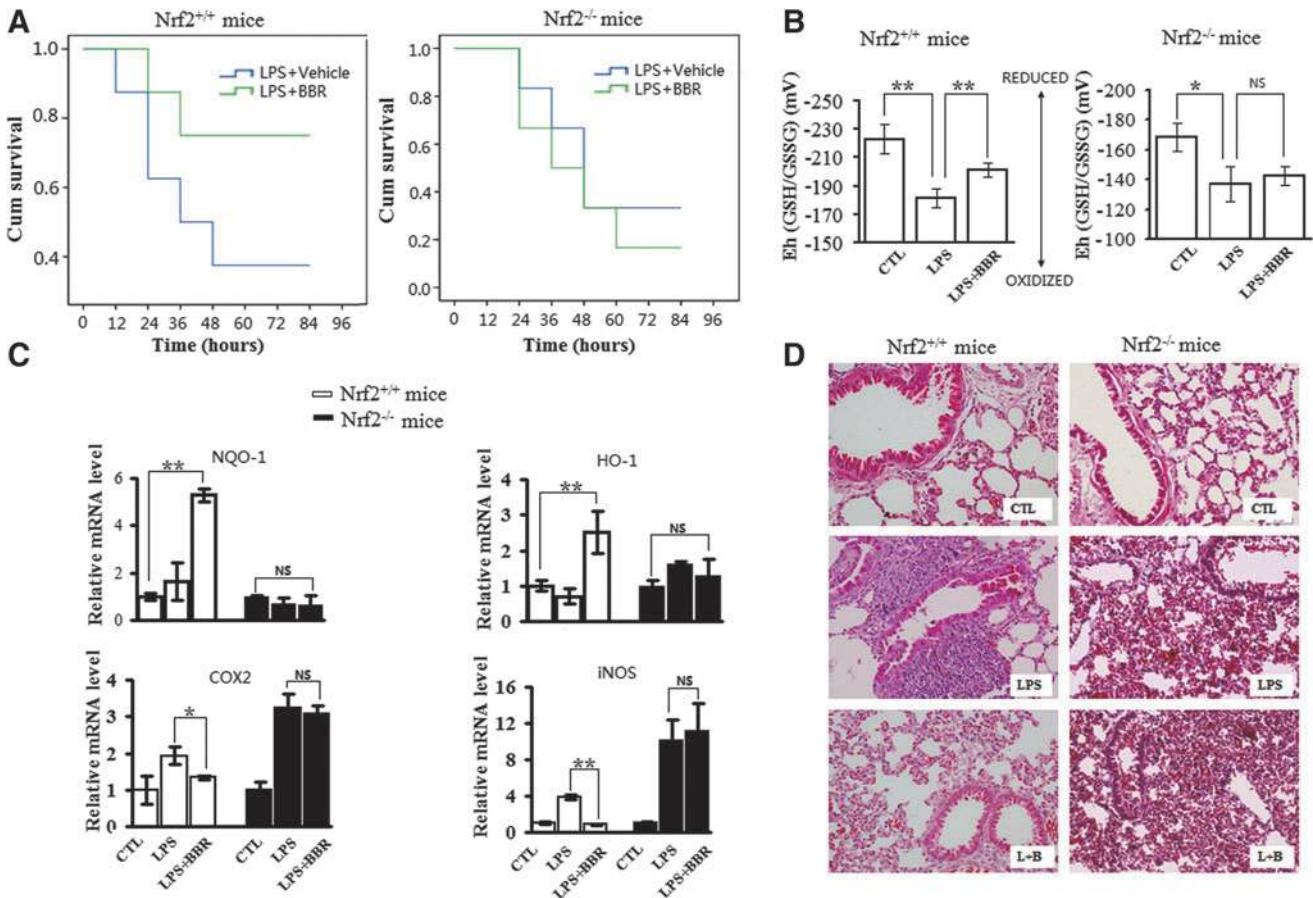 A
Nrf2+/+ mice
Nrf2-/- mice
Cum survival
1.0
0.8
0.6
0.4
LPS+Vehicle
LPS+BBR
0 12 24 36 48 60 72 84 96
Time (hours)
Cum survival
1.0
0.8
0.6
0.4
0.2
0.0
LPS+Vehicle
LPS+BBR
0 12 24 36 48 60 72 84 96
Time (hours)
B
Nrf2+/+ mice
Nrf2-/- mice
Eh (GSH/GSSG) (mV)
-250
-230
-210
-190
-170
-150
** **
CTL LPS LPS+BBR
REDUCED
OXIDIZED
Eh (GSH/GSSG) (mV)
-200
-180
-160
-140
-120
-100
* NS
CTL LPS LPS+BBR
C
Nrf2+/+ mice
Nrf2-/- mice
NQO-1
Relative mRNA level
6
4
2
0
**
NS
HO-1
Relative mRNA level
4
3
2
1
0
**
NS
COX2
Relative mRNA level
4
3
2
1
0
*
NS
CTL LPS LPS+BBR CTL LPS LPS+BBR
iNOS
Relative mRNA level
16
12
8
4
0
**
NS
CTL LPS LPS+BBR CTL LPS LPS+BBR
D
Nrf2+/+ mice
Nrf2-/- mice
CTL
CTL
LPS
LPS
L+B
L+B